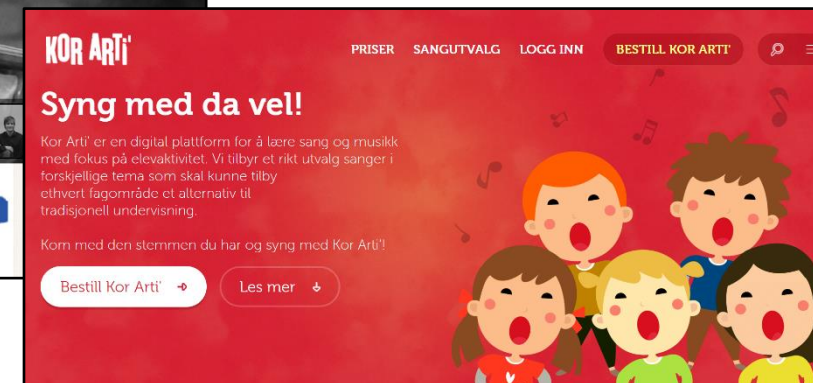 KOR ARTi'
PRISER SANGUTVALG LOGG INN BESTILL KOR ARTI'
Syng med da vel!
Kor Arti' er en digital plattform for å lære sang og musikk
med fokus på elevaktivitet. Vi tilbyr et rikt utvalg sanger i
forskjellige tema som skal kunne tilby
ethvert fagområde et alternativ til
tradisjonell undervisning.
Kom med den stemmen du har og syng med Kor Arti'!
Bestill Kor Arti' Les mer